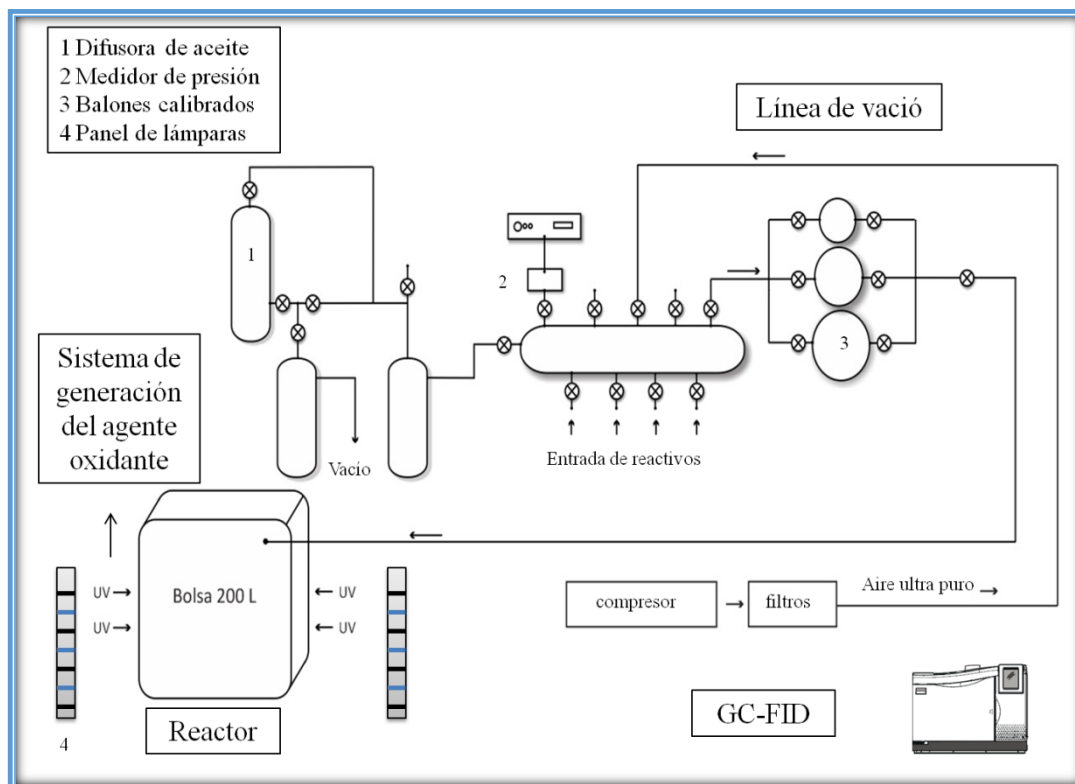 1 Difusora de aceite
2 Medidor de presión
3 Balones calibrados
4 Panel de lámparas
Línea de vació
1
2
3
Sistema de
generación
del agente
oxidante
Vacío
Entrada de reactivos
UV
UV
Bolsa 200 L
UV
UV
compresor
filtros
Aire ultra puro
4
Reactor
GC-FID